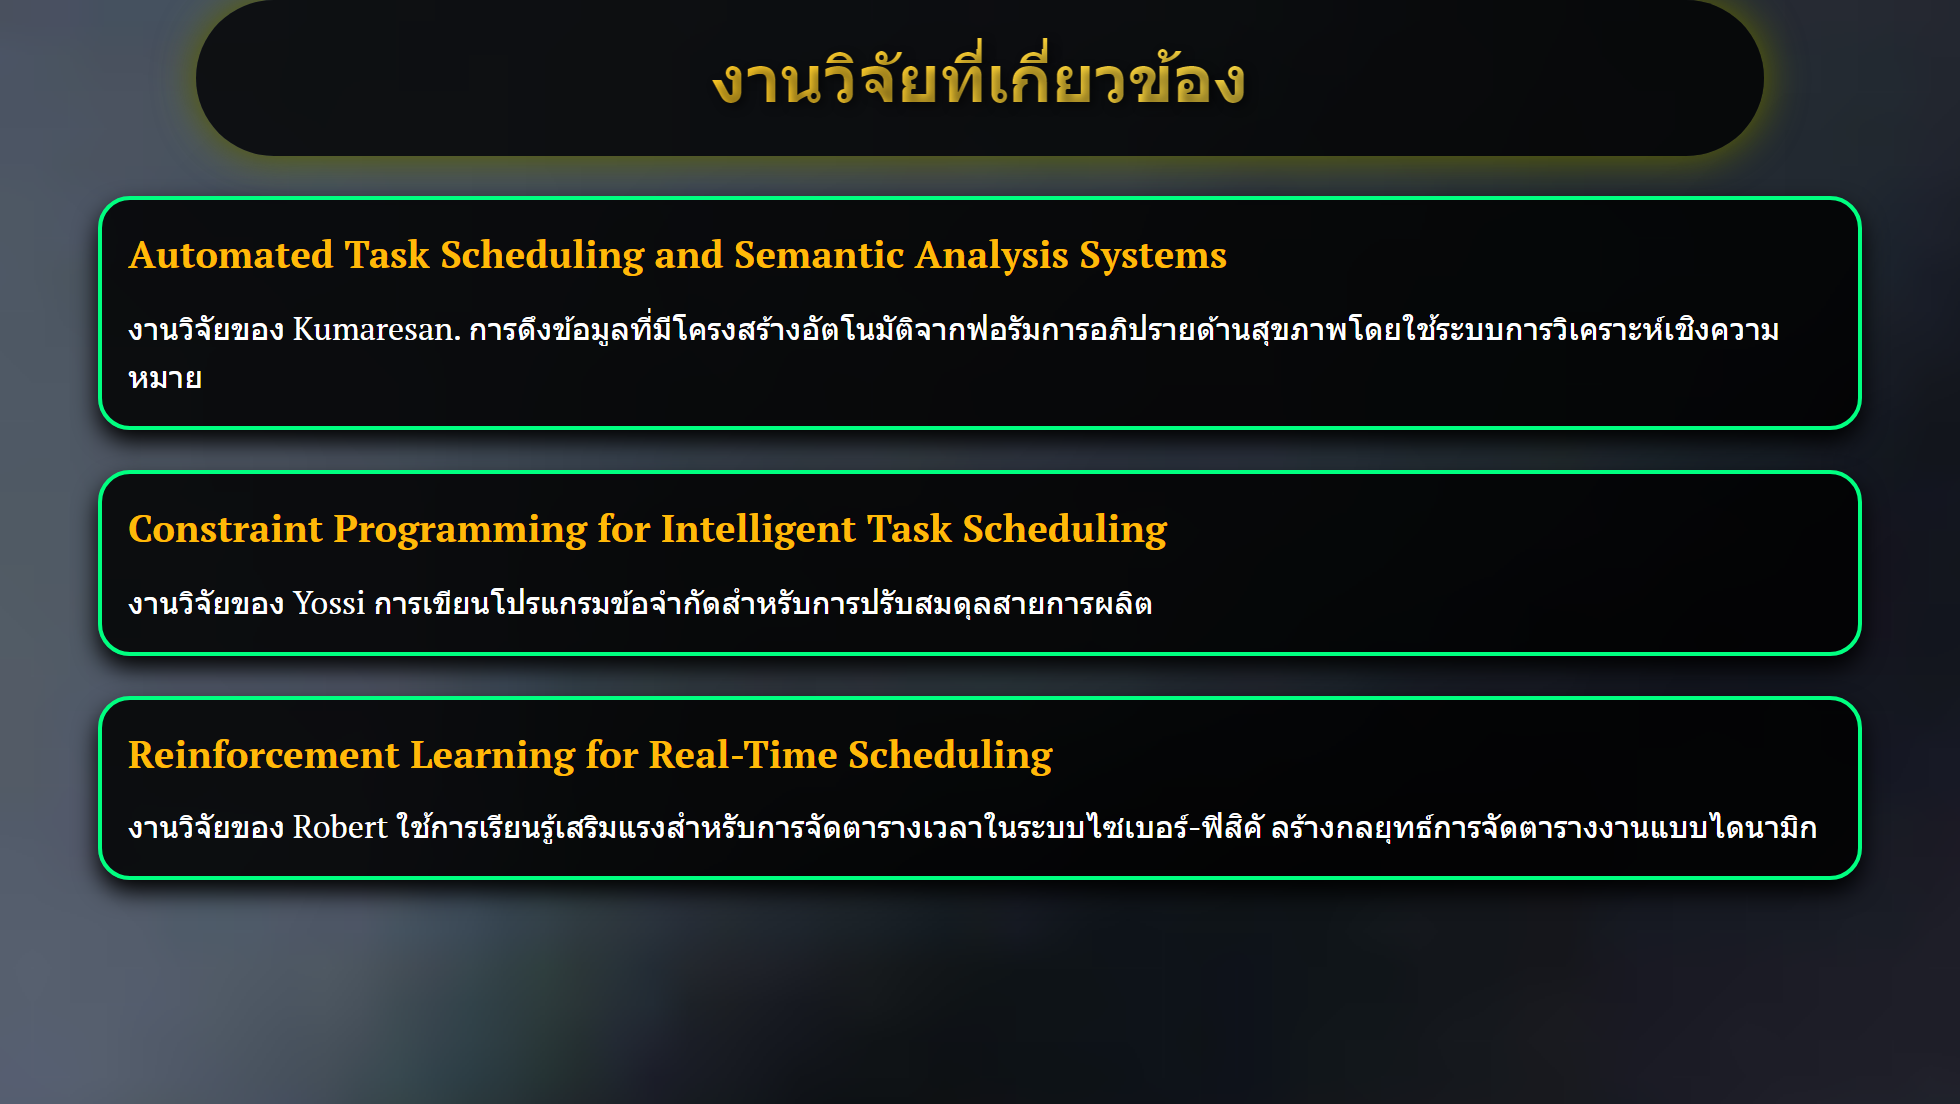 งานวิจัยที่เกี่ยวข้อง
Automated Task Scheduling and Semantic Analysis Systems
งานวิจัยของ Kumaresan. การดึงข้อมูลที่มีโครงสร้างอัตโนมัติจากฟอรัมการอภิปรายด้านสุขภาพโดยใช้ระบบการวิเคราะห์เชิงความ
หมาย
Constraint Programming for Intelligent Task Scheduling
งานวิจัยของ Yossi การเขียนโปรแกรมข้อจำกัดสำหรับการปรับสมดุลสายการผลิต
Reinforcement Learning for Real-Time Scheduling
งานวิจัยของ Robert ใช้การเรียนรู้เสริมแรงสำหรับการจัดตารางเวลาในระบบไซเบอร์-ฟิสิคั ลร้างกลยุทธ์การจัดตารางงานแบบไดนามิก